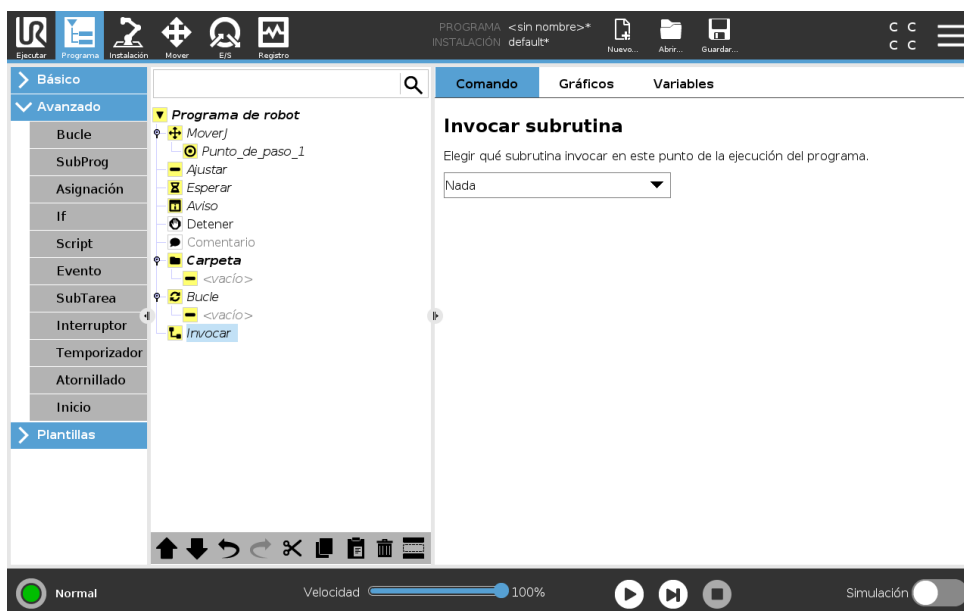 UR
Ejecutar
Programa
Instalación
Mover
E/S
Registro
PROGRAMA <sin nombre>*
INSTALACIÓN default*
Nuevo...
Abrir...
Guardar...
C C
C C
Básico
Avanzado
Bucle
SubProg
Asignación
If
Script
Evento
SubTarea
Interruptor
Temporizador
Atornillado
Inicio
Plantillas
Programa de robot
MoverJ
Punto_de_paso_1
Ajustar
Esperar
Aviso
Detener
Comentario
Carpeta
<vacío>
Bucle
<vacío>
Invocar
Comando
Gráficos
Variables
Invocar subrutina
Elegir qué subrutina invocar en este punto de la ejecución del programa.
Nada
Normal
Velocidad
100%
Simulación